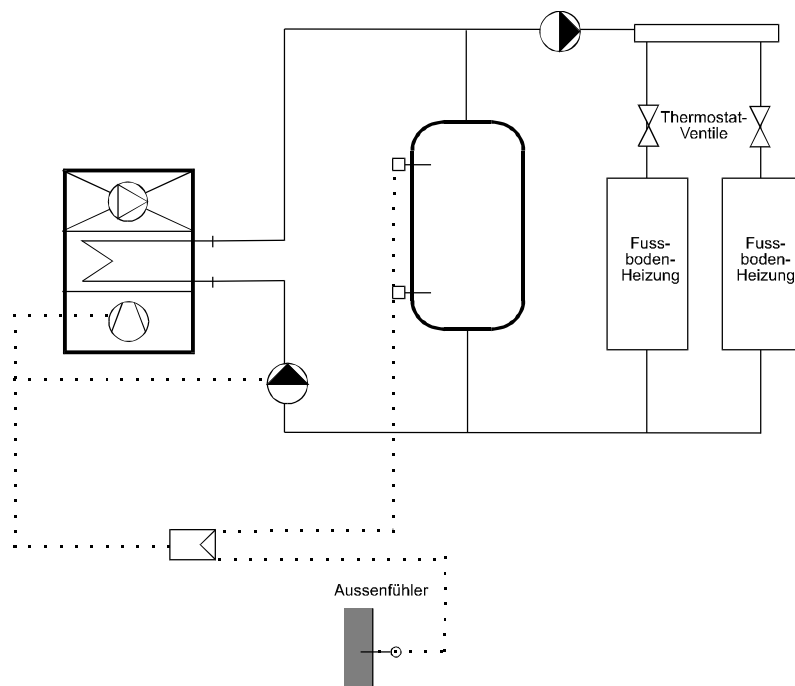 Thermostat-
Ventile
Fuss-
boden-
Heizung
Fuss-
boden-
Heizung
Aussenfühler